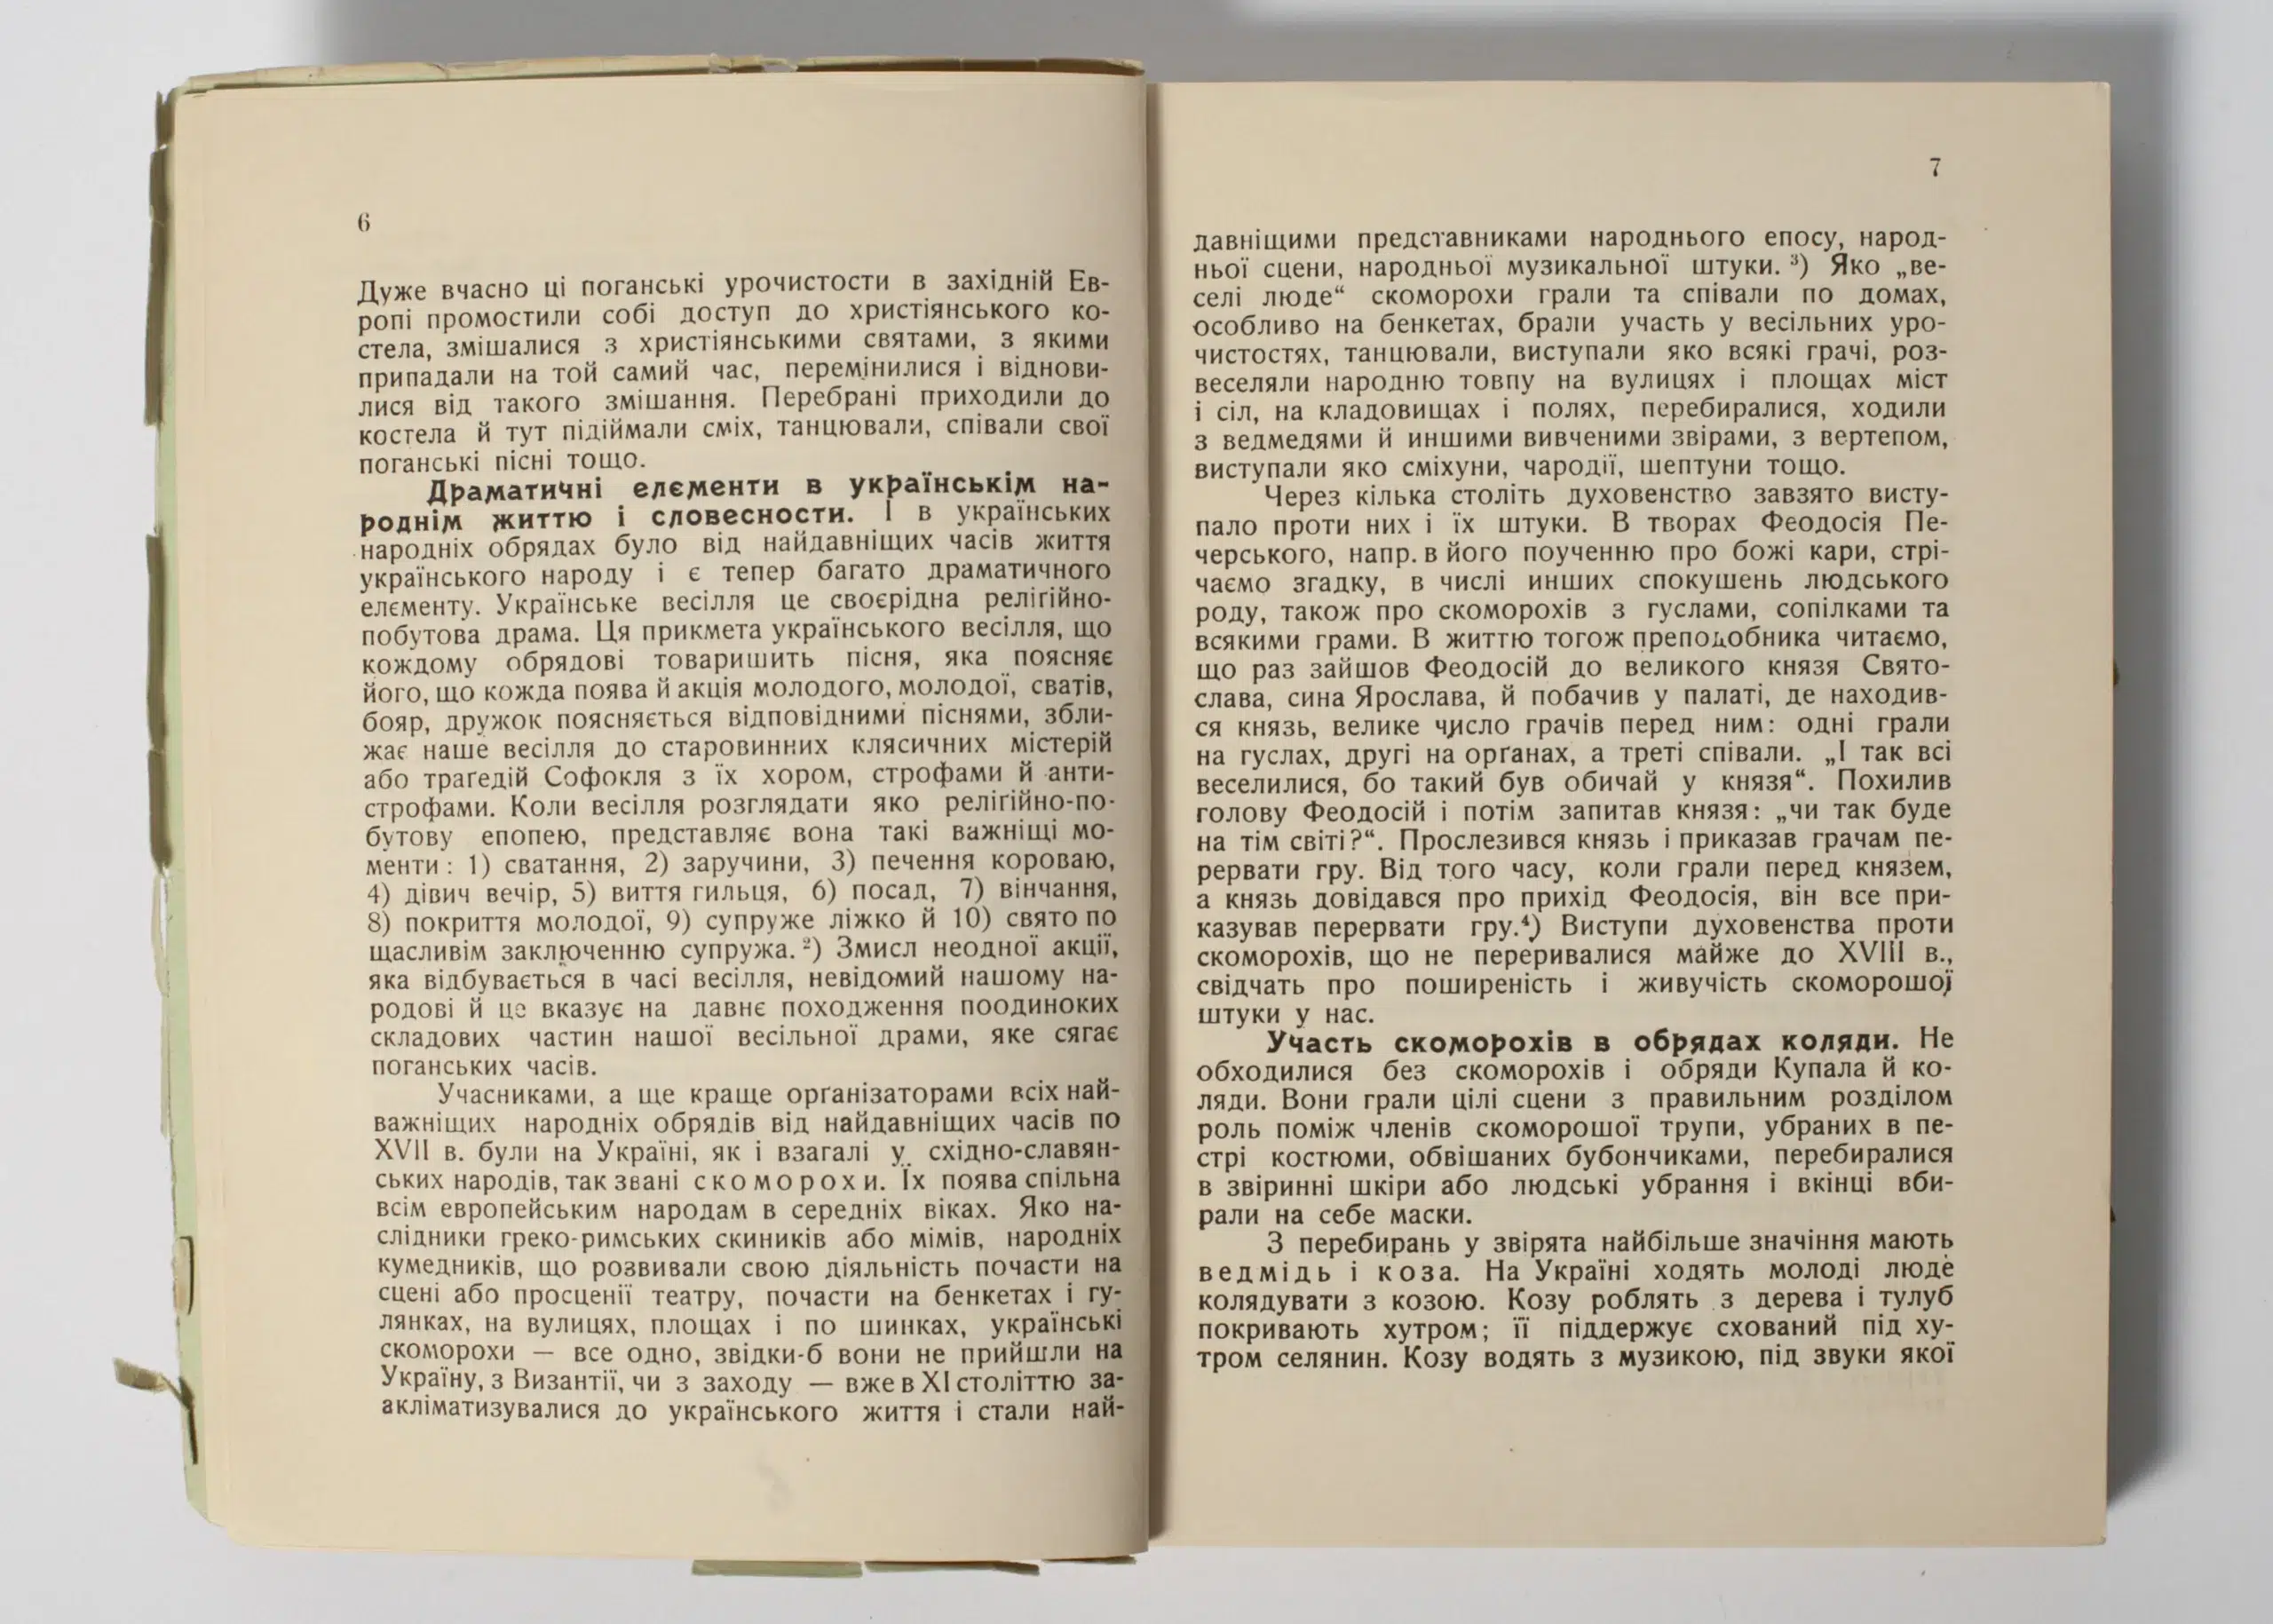 6
Дуже вчасно ці поганські урочистости в західній Ев-
ропі промостили собі доступ до християнського ко-
стела, змішалися з християнськими святами, з якими
припадали на той самий час, перемінилися і віднови-
лися від такого змішання. Перебрані приходили до
костела й тут підіймали сміх, танцювали, співали свої
поганські пісні тощо.
Драматичні елєменти в українськім на-
роднім життю і словесности. І в українських
народніх обрядах було від найдавніщих часів життя
українського народу і є тепер багато драматичного
елєменту. Українське весілля це своєрідна релігійно-
побутова драма. Ця прикмета українського весілля, що
кождому обрядові товаришить пісня, яка поясняє
його, що кожда поява й акція молодого, молодої, сватів,
бояр, дружок поясняється відповідними піснями, збли-
жає наше весілля до старовинних клясичних містерій
або траґедій Софокля з їх хором, строфами й анти-
строфами. Коли весілля розглядати яко релігійно-по-
бутову епопею, представляє вона такі важніщі мо-
менти: 1) сватання, 2) заручини, 3) печення короваю,
4) дівич вечір, 5) виття гильця, 6) посад, 7) вінчання,
8) покриття молодої, 9) супруже ліжко й 10) свято по
щасливім заключенню супружа. ²) Змисл неодної акції,
яка відбувається в часі весілля, невідомий нашому на-
родові й це вказує на давнє походження поодиноких
складових частин нашої весільної драми, яке сягає
поганських часів.
Учасниками, а ще краще орґанізаторами всіх най-
важніщих народніх обрядів від найдавніщих часів по
XVII в. були на Україні, як і взагалі у східно-славян-
ських народів, так звані скоморохи. Їх поява спільна
всім европейським народам в середніх віках. Яко на-
слідники греко-римських скиників або мімів, народніх
кумедників, що розвивали свою діяльність почасти на
сцені або просценії театру, почасти на бенкетах і гу-
лянках, на вулицях, площах і по шинках, українські
скоморохи — все одно, звідки-б вони не прийшли на
Україну, з Византії, чи з заходу — вже в XI століттю за-
акліматизувалися до українського життя і стали най-
7
давніщими представниками народнього епосу, народ-
ньої сцени, народньої музикальної штуки. ³) Яко „ве-
селі люде“ скоморохи грали та співали по домах,
особливо на бенкетах, брали участь у весільних уро-
чистостях, танцювали, виступали яко всякі грачі, роз-
веселяли народню товпу на вулицях і площах міст
і сіл, на кладовищах і полях, перебиралися, ходили
з ведмедями й иншими вивченими звірами, з вертепом,
виступали яко сміхуни, чародії, шептуни тощо.
Через кілька століть духовенство завзято висту-
пало проти них і їх штуки. В творах Феодосія Пе-
черського, напр. в його поученню про божі кари, стрі-
чаємо згадку, в числі инших спокушень людського
роду, також про скоморохів з гуслами, сопілками та
всякими грами. В життю тогож преподобника читаємо,
що раз зайшов Феодосій до великого князя Свято-
слава, сина Ярослава, й побачив у палаті, де находив-
ся князь, велике число грачів перед ним: одні грали
на гуслах, другі на орґанах, а треті співали. „І так всі
веселилися, бо такий був обичай у князя“. Похилив
голову Феодосій і потім запитав князя: „чи так буде
на тім світі?“. Прослезився князь і приказав грачам пе-
рервати гру. Від того часу, коли грали перед князем,
а князь довідався про прихід Феодосія, він все при-
казував перервати гру.⁴) Виступи духовенства проти
скоморохів, що не переривалися майже до XVIII в.,
свідчать про поширеність і живучість скоморошої
штуки у нас.
Участь скоморохів в обрядах коляди. Не
обходилися без скоморохів і обряди Купала й ко-
ляди. Вони грали цілі сцени з правильним розділом
роль поміж членів скоморошої трупи, убраних в пе-
стрі костюми, обвішаних бубончиками, перебиралися
в звіринні шкіри або людські убрання і вкінці вби-
рали на себе маски.
З перебирань у звірята найбільше значіння мають
ведмідь і коза. На Україні ходять молоді люде
колядувати з козою. Козу роблять з дерева і тулуб
покривають хутром; її піддержує схований під ху-
тром селянин. Козу водять з музикою, під звуки якої